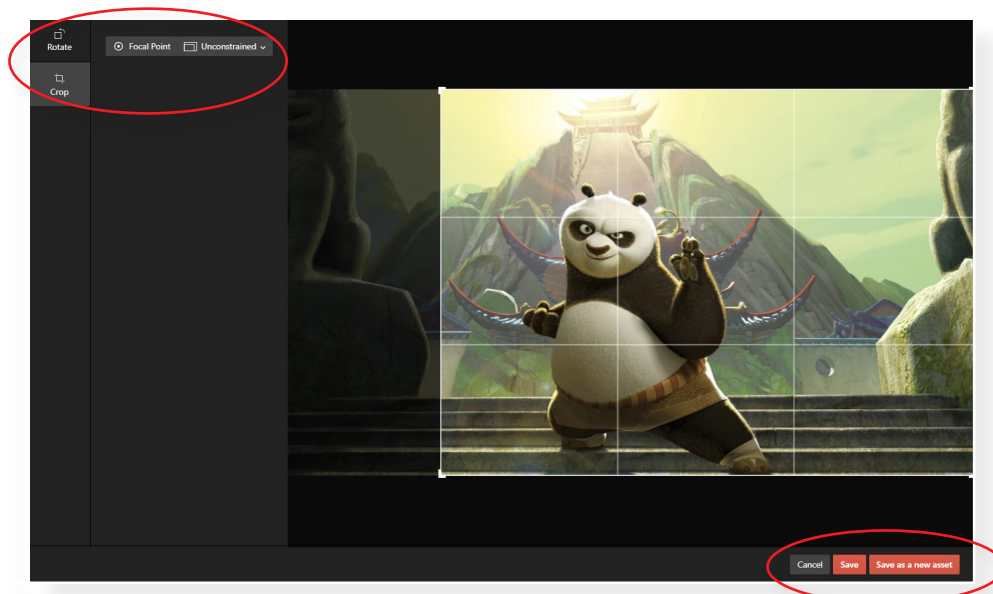 Rotate
Focal Point Unconstrained
Crop
Cancel Save Save as a new asset